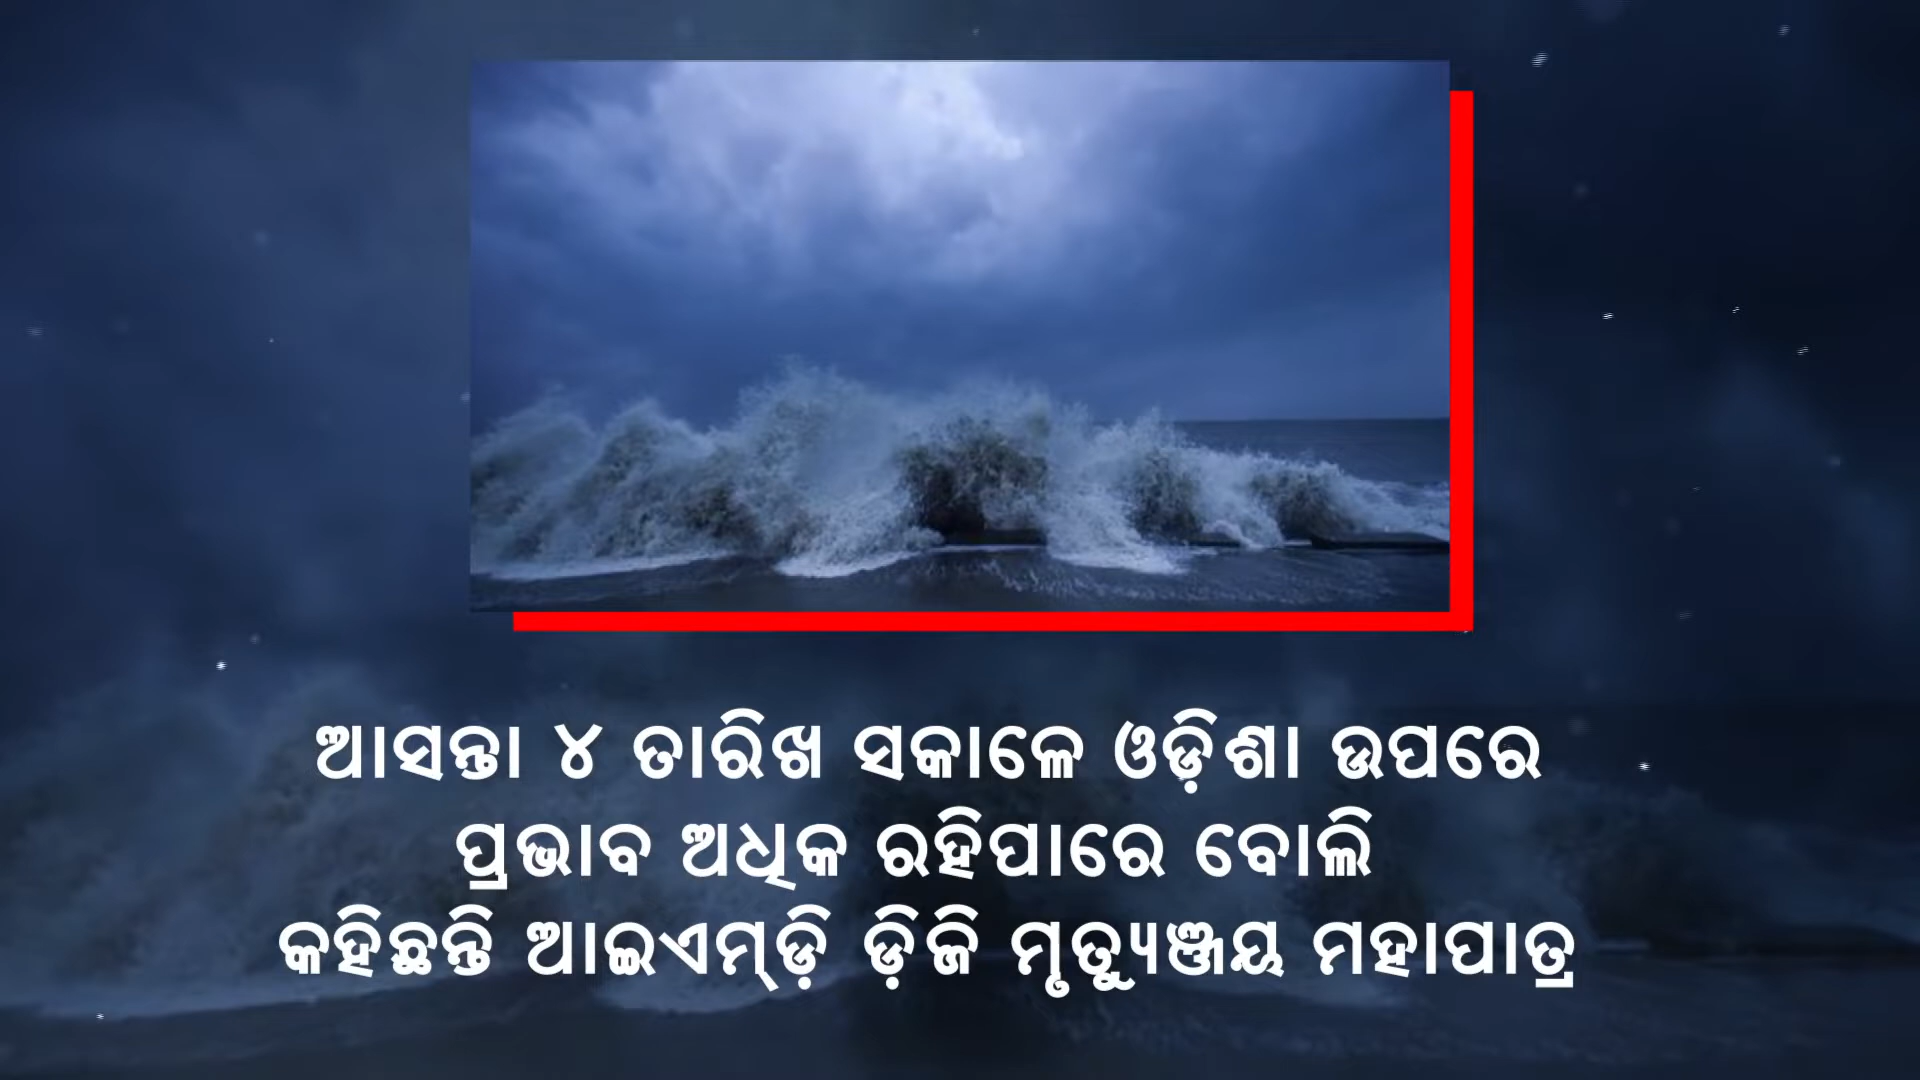 ଆସନ୍ତା ୪ ତାରିଖ ସକାଳେ ଓଡ଼ିଶା ଉପରେ
ପ୍ରଭାବ ଅଧିକ ରହିପାରେ ବୋଲି
କହିଛନ୍ତି ଆଇଏମ୍‌ଡ଼ି ଡ଼ିଜି ମୃତ୍ୟୁଞ୍ଜୟ ମହାପାତ୍ର